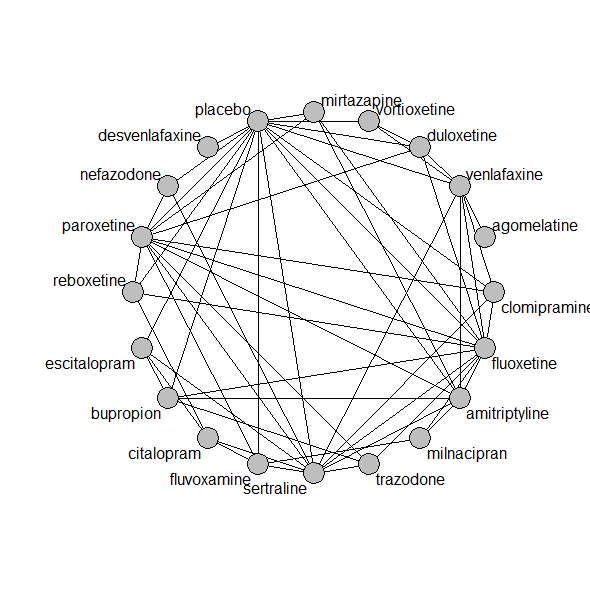 mirtazapine
placebo
vortioxetine
desvenlafaxine
duloxetine
nefazodone
venlafaxine
paroxetine
agomelatine
reboxetine
clomipramine
escitalopram
fluoxetine
bupropion
amitriptyline
citalopram
milnacipran
fluvoxamine
trazodone
sertraline